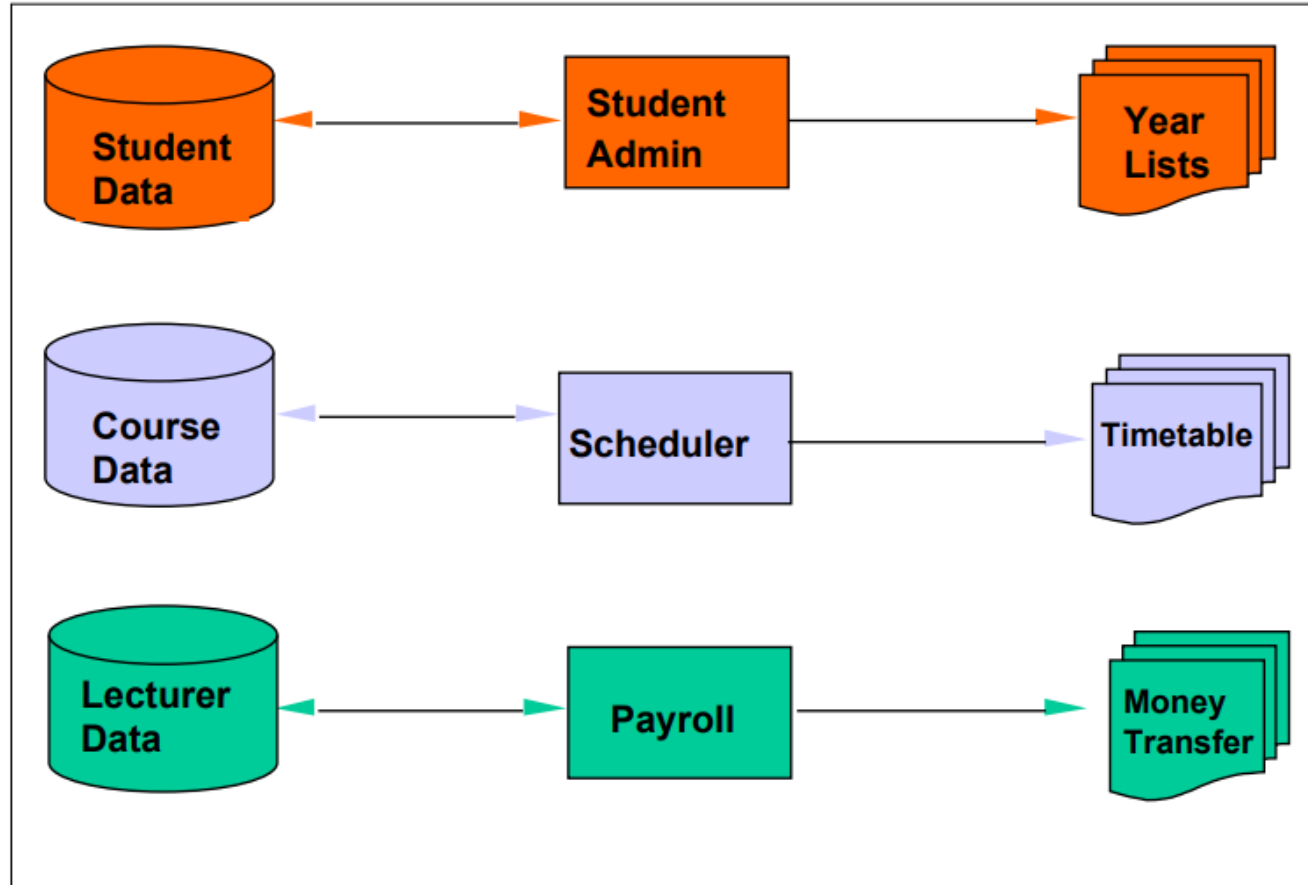 Student
Data
Student
Admin
Year
Lists
Course
Data
Scheduler
Timetable
Lecturer
Data
Payroll
Money
Transfer